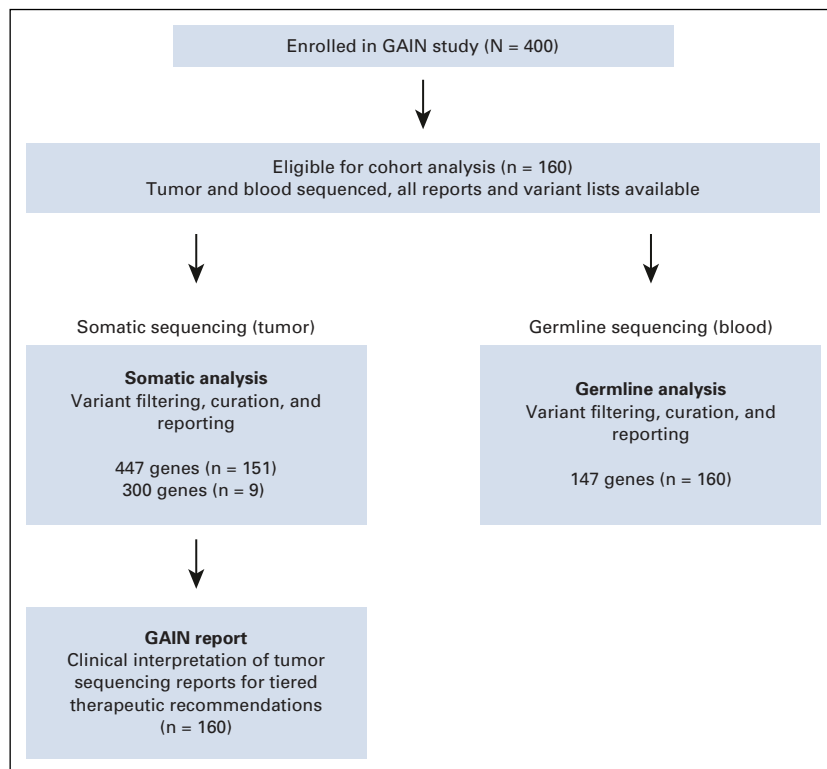 Enrolled in GAIN study (N = 400)
Eligible for cohort analysis (n = 160)
Tumor and blood sequenced, all reports and variant lists available
Somatic sequencing (tumor)
Somatic analysis
Variant filtering, curation, and
reporting
447 genes (n = 151)
300 genes (n = 9)
GAIN report
Clinical interpretation of tumor
sequencing reports for tiered
therapeutic recommendations
(n = 160)
Germline sequencing (blood)
Germline analysis
Variant filtering, curation, and
reporting
147 genes (n = 160)